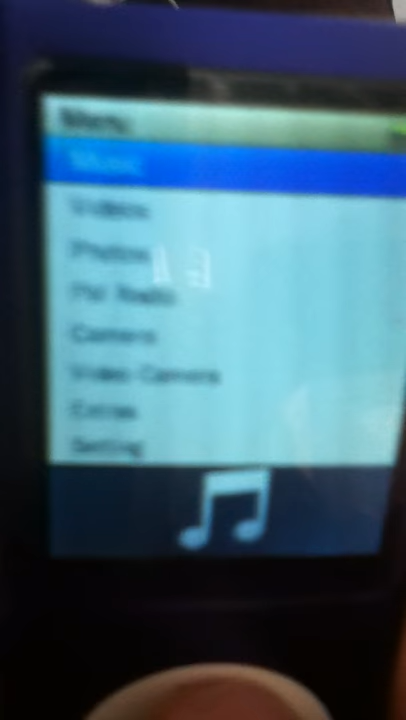 Menu
Music
Videos
Photos
FM Radio
Camera
Video Camera
Extras
Setting